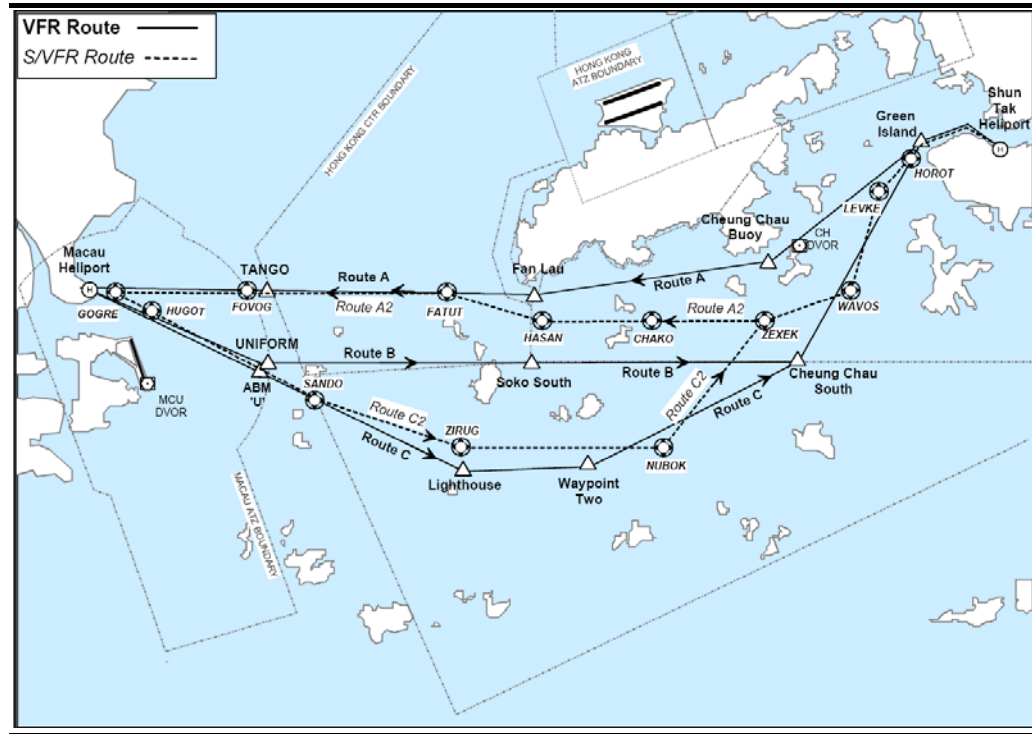 VFR Route
S/VFR Route
HONG KONG CTR BOUNDARY
HONG KONG
ATZ BOUNDARY
Shun
Tak
Heliport
H
Green
Island
HOROT
LEVKE
Cheung Chau
Buoy
CH
DVOR
Macau
Heliport
H
TANGO
Route A
Fan Lau
Route A
WAVOS
GOGRE
HUGOT
FOVOG
Route A2
FATUT
HASAN
CHAKO
Route A2
ZEXEK
UNIFORM
Route B
Soko South
Route B
Cheung Chau
South
ABM
'U'
SANDO
MCU
DVOR
Route C2
ZIRUG
Route C2
Route C
Route C
NUBOK
Lighthouse
Waypoint
Two
MACAU ATZ BOUNDARY